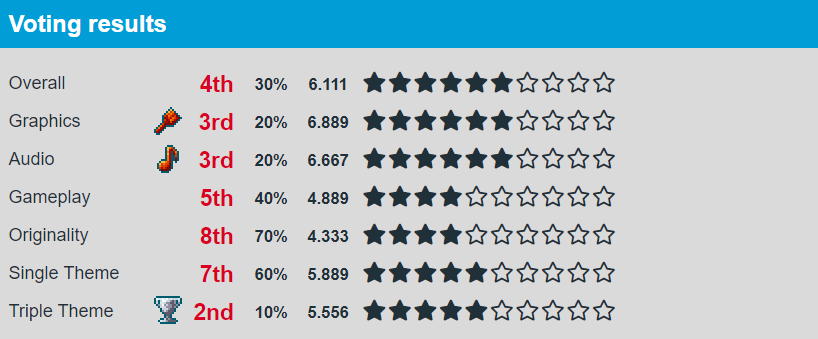 Voting results
Overall 4th 30% 6.111
Graphics 3rd 20% 6.889
Audio 3rd 20% 6.667
Gameplay 5th 40% 4.889
Originality 8th 70% 4.333
Single Theme 7th 60% 5.889
Triple Theme 2nd 10% 5.556